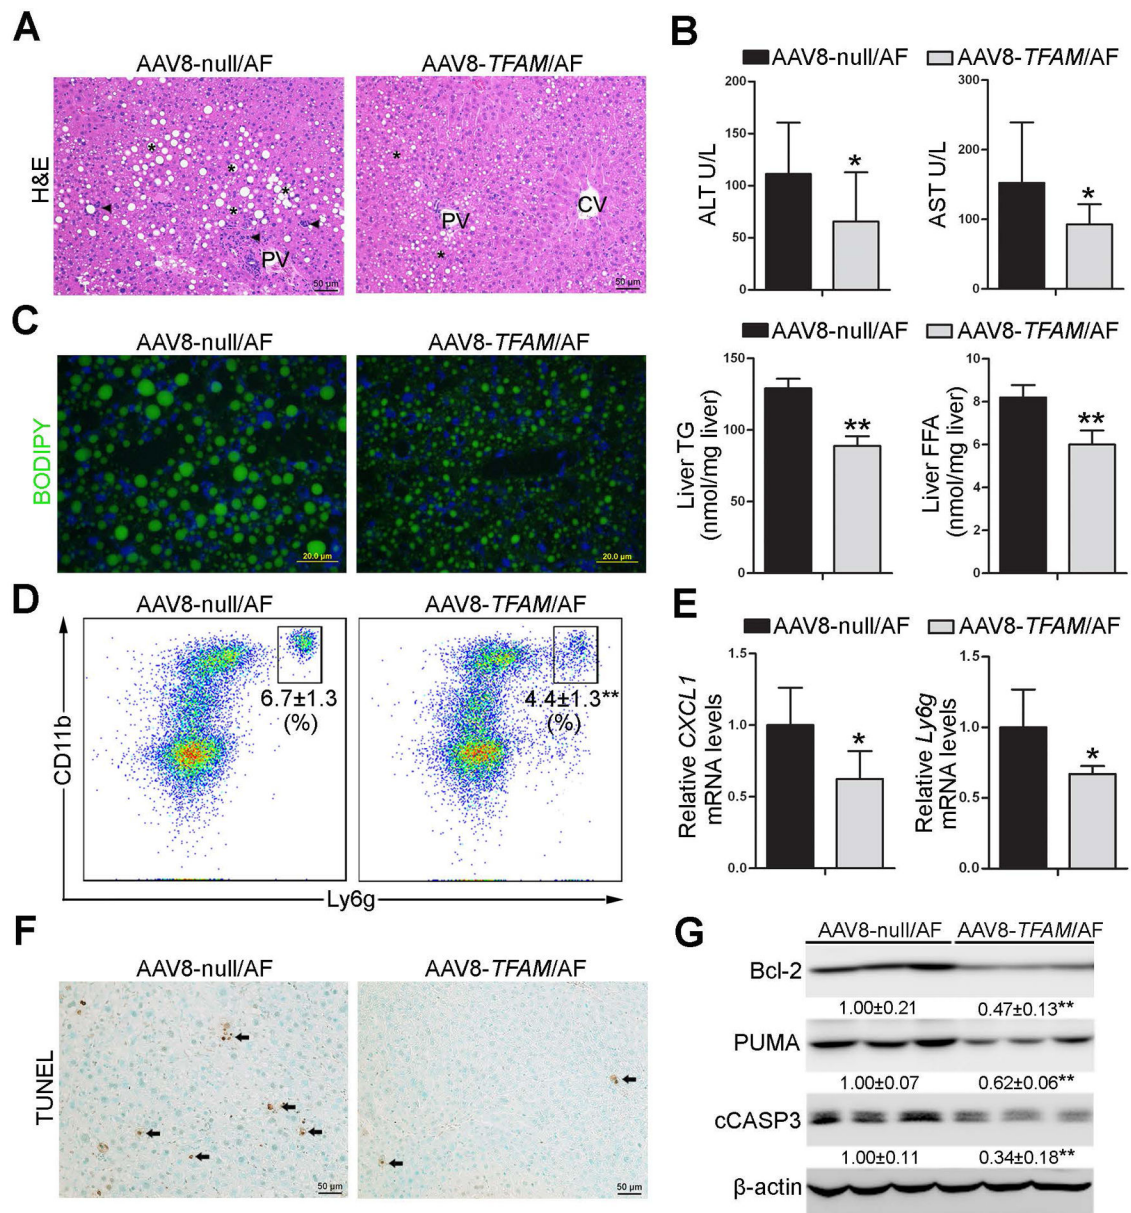 A
AAV8-null/AF
AAV8-TFAM/AF
H&E
*
*
*
*
PV
50 µm
*
PV
*
CV
50 µm
B
AAV8-null/AF
AAV8-TFAM/AF
ALT U/L
200
150
100
50
0
*
AST U/L
300
200
150
100
50
0
*
C
AAV8-null/AF
AAV8-TFAM/AF
BODIPY
20.0 µm
20.0 µm
AAV8-null/AF
AAV8-TFAM/AF
Liver TG
(nmol/mg liver)
150
100
50
0
**
Liver FFA
(nmol/mg liver)
8
6
4
2
0
**
D
AAV8-null/AF
AAV8-TFAM/AF
CD11b
6.7±1.3
(%)
4.4±1.3**
(%)
Ly6g
E
AAV8-null/AF
AAV8-TFAM/AF
Relative CXCL1
mRNA levels
1.5
1.0
0.5
0.0
*
Relative Ly6g
mRNA levels
1.5
1.0
0.5
0.0
*
F
AAV8-null/AF
AAV8-TFAM/AF
TUNEL
50 µm
50 µm
G
AAV8-null/AF
AAV8-TFAM/AF
Bcl-2
1.00±0.21
0.47±0.13**
PUMA
1.00±0.07
0.62±0.06**
cCASP3
1.00±0.11
0.34±0.18**
β-actin